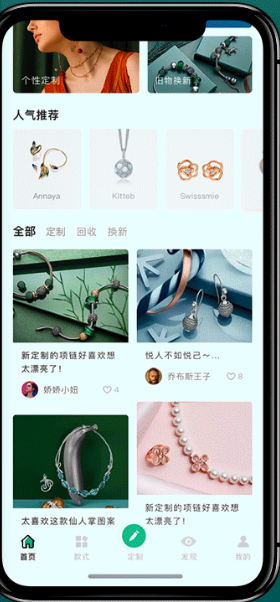 个性定制
旧物换新
人气推荐
Annaya
Kitteb
Swisssmie
全部 定制 回收 换新
新定制的项链好喜欢想
太漂亮了！
娇娇小妞 4
悦人不如悦己～...
乔布斯王子 8
太喜欢这款仙人掌图案
新定制的项链好喜欢想
太漂亮了！
首页 款式 定制 发现 我的